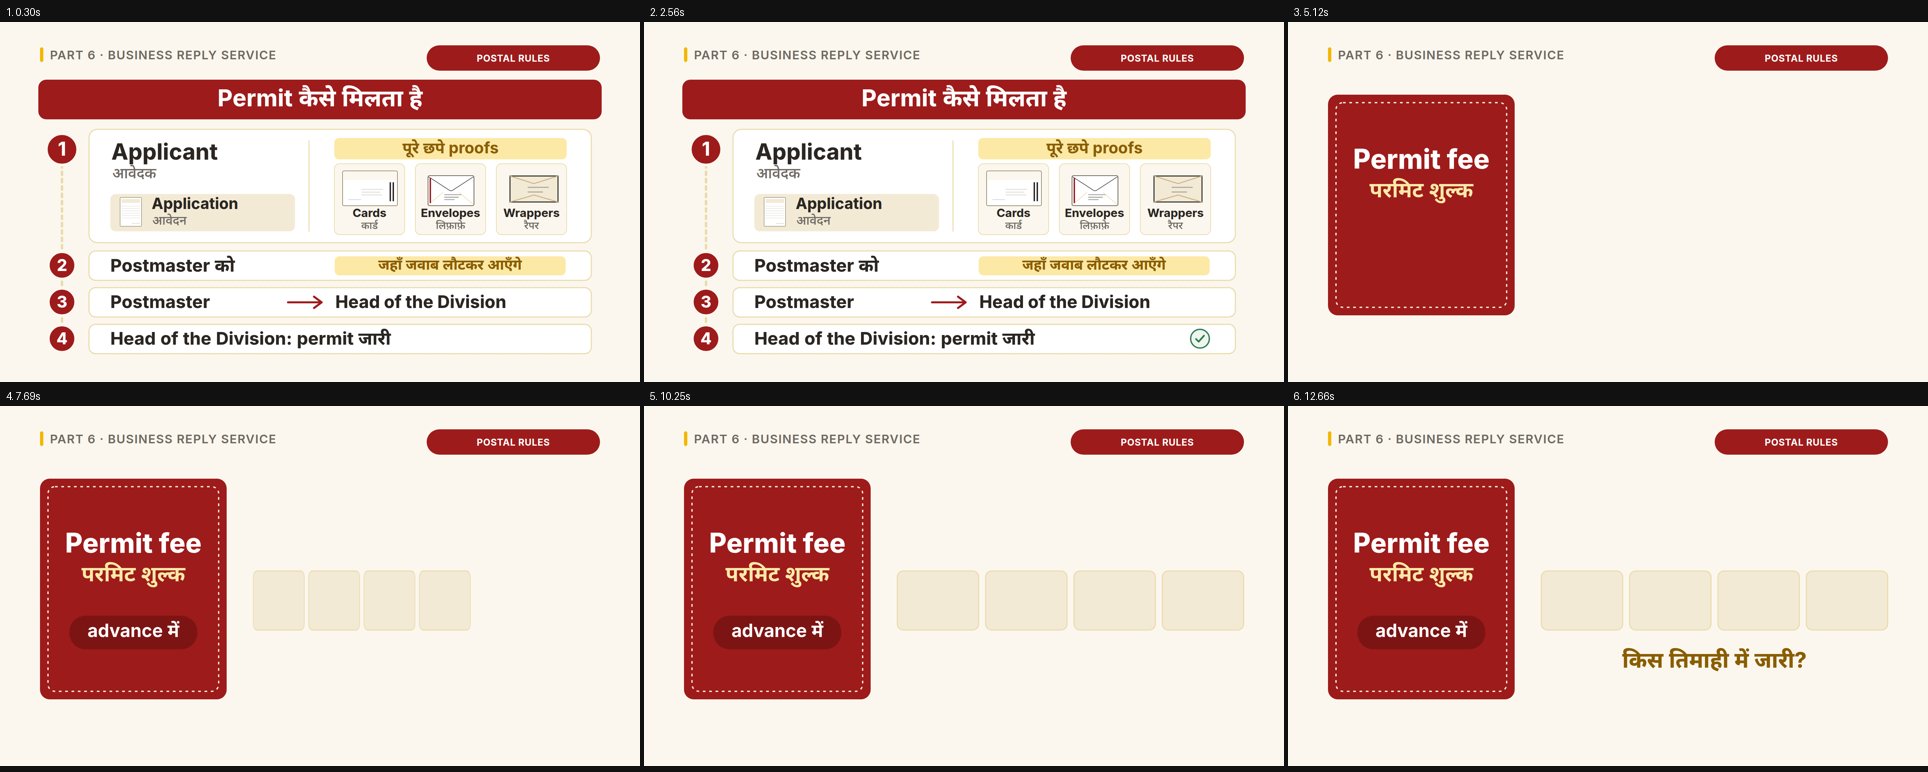 1. 0.30s
PART 6 · BUSINESS REPLY SERVICE
POSTAL RULES
Permit कैसे मिलता है
1
Applicant
आवेदक
Application
आवेदन
पूरे छपे proofs
Cards
कार्ड
Envelopes
लिफ़ाफ़े
Wrappers
रैपर
2
Postmaster को
जहाँ जवाब लौटकर आएँगे
3
Postmaster
Head of the Division
4
Head of the Division: permit जारी
2. 2.56s
PART 6 · BUSINESS REPLY SERVICE
POSTAL RULES
Permit कैसे मिलता है
1
Applicant
आवेदक
Application
आवेदन
पूरे छपे proofs
Cards
कार्ड
Envelopes
लिफ़ाफ़े
Wrappers
रैपर
2
Postmaster को
जहाँ जवाब लौटकर आएँगे
3
Postmaster
Head of the Division
4
Head of the Division: permit जारी
3. 5.12s
PART 6 · BUSINESS REPLY SERVICE
POSTAL RULES
Permit fee
परमिट शुल्क
4. 7.69s
PART 6 · BUSINESS REPLY SERVICE
POSTAL RULES
Permit fee
परमिट शुल्क
advance में
5. 10.25s
PART 6 · BUSINESS REPLY SERVICE
POSTAL RULES
Permit fee
परमिट शुल्क
advance में
6. 12.66s
PART 6 · BUSINESS REPLY SERVICE
POSTAL RULES
Permit fee
परमिट शुल्क
advance में
किस तिमाही में जारी?